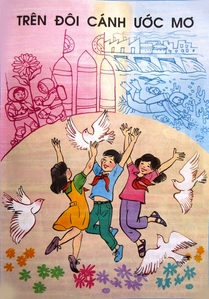 TRÊN ĐÔI CÁNH ƯỚC MƠ